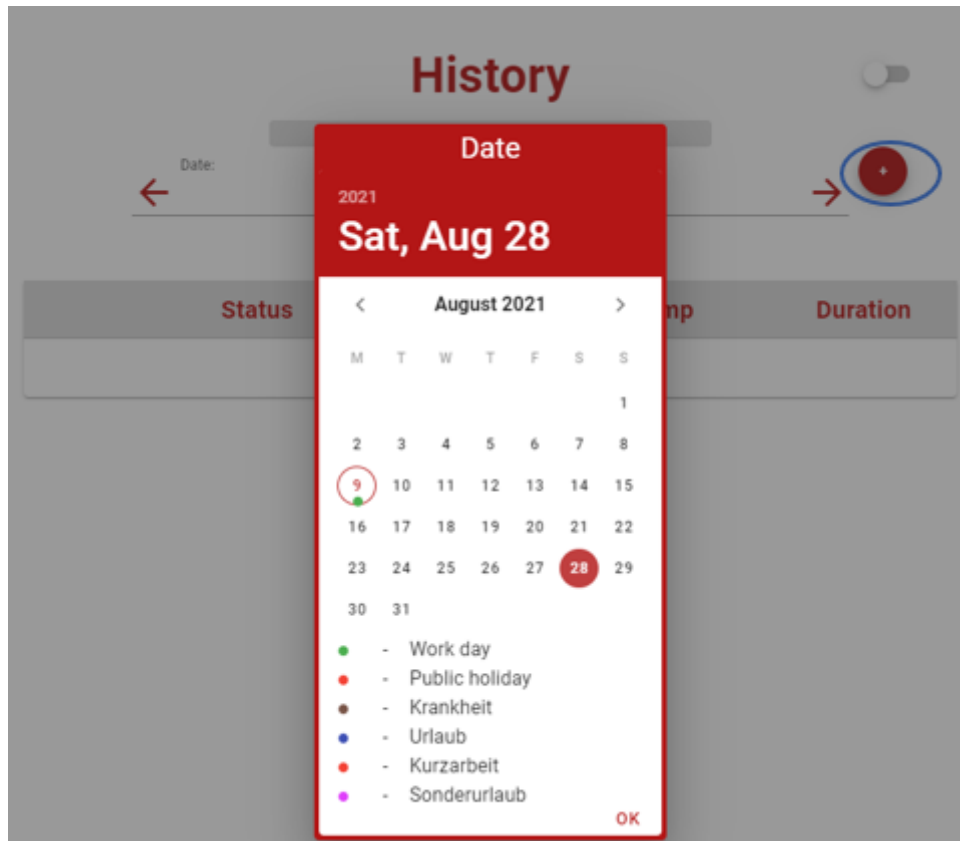 History
Date
Date:
+
2021
Sat, Aug 28
Status
mp
Duration
August 2021
M T W T F S S
1
2 3 4 5 6 7 8
9 10 11 12 13 14 15
16 17 18 19 20 21 22
23 24 25 26 27 28 29
30 31
- Work day
- Public holiday
- Krankheit
- Urlaub
- Kurzarbeit
- Sonderurlaub
OK